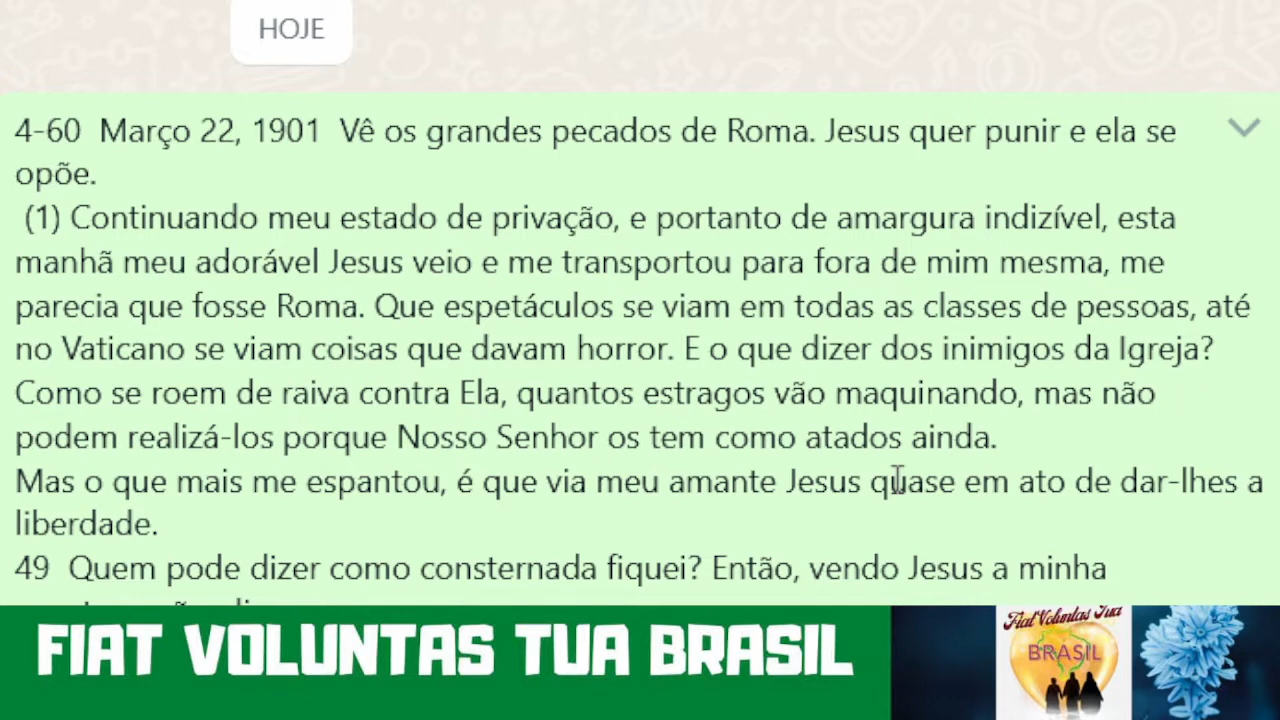 HOJE
4-60 Março 22, 1901 Vê os grandes pecados de Roma. Jesus quer punir e ela se
opõe.
(1) Continuando meu estado de privação, e portanto de amargura indizível, esta
manhã meu adorável Jesus veio e me transportou para fora de mim mesma, me
parecia que fosse Roma. Que espetáculos se viam em todas as classes de pessoas, até
no Vaticano se viam coisas que davam horror. E o que dizer dos inimigos da Igreja?
Como se roem de raiva contra Ela, quantos estragos vão maquinando, mas não
podem realizá-los porque Nosso Senhor os tem como atados ainda.
Mas o que mais me espantou, é que via meu amante Jesus quase em ato de dar-lhes a
liberdade.
49 Quem pode dizer como consternada fiquei? Então, vendo Jesus a minha
FIAT VOLUNTAS TUA BRASIL
Fiat Voluntas Tua
BRASIL